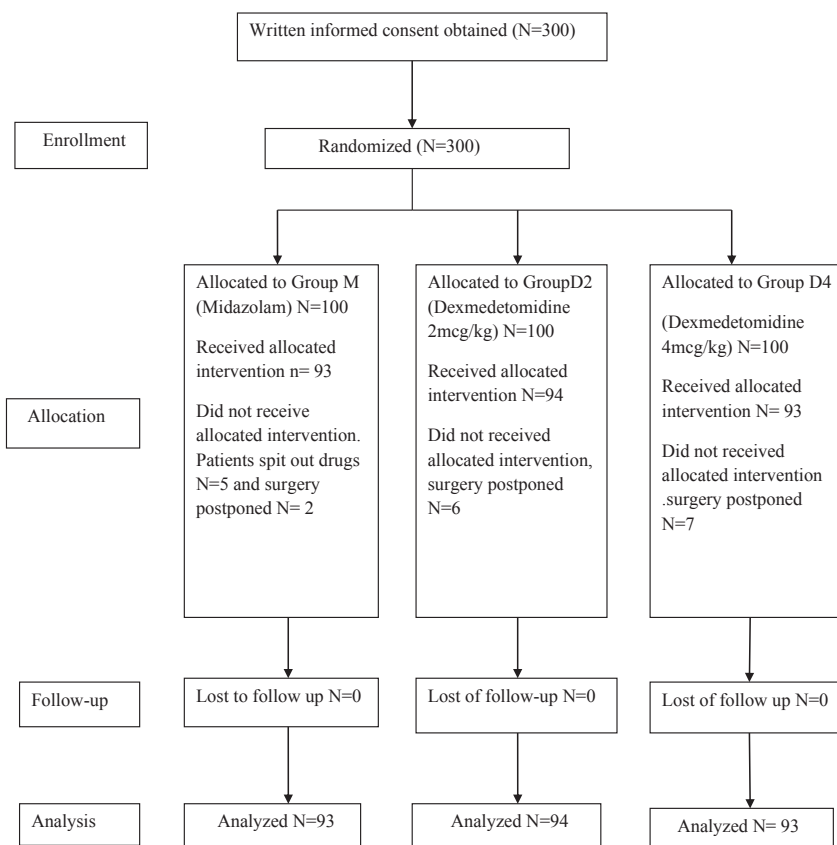 Written informed consent obtained (N=300)
Enrollment
Randomized (N=300)
Allocation
Allocated to Group M
(Midazolam) N=100
Received allocated
intervention n= 93
Did not receive
allocated intervention.
Patients spit out drugs
N=5 and surgery
postponed N= 2
Allocated to GroupD2
(Dexmedetomidine
2mcg/kg) N=100
Received allocated
intervention N=94
Did not received
allocated intervention,
surgery postponed
N=6
Allocated to Group D4
(Dexmedetomidine
4mcg/kg) N=100
Received allocated
intervention N= 93
Did not received
allocated intervention
.surgery postponed
N=7
Follow-up
Lost to follow up N=0
Lost of follow-up N=0
Lost of follow up N=0
Analysis
Analyzed N=93
Analyzed N=94
Analyzed N= 93